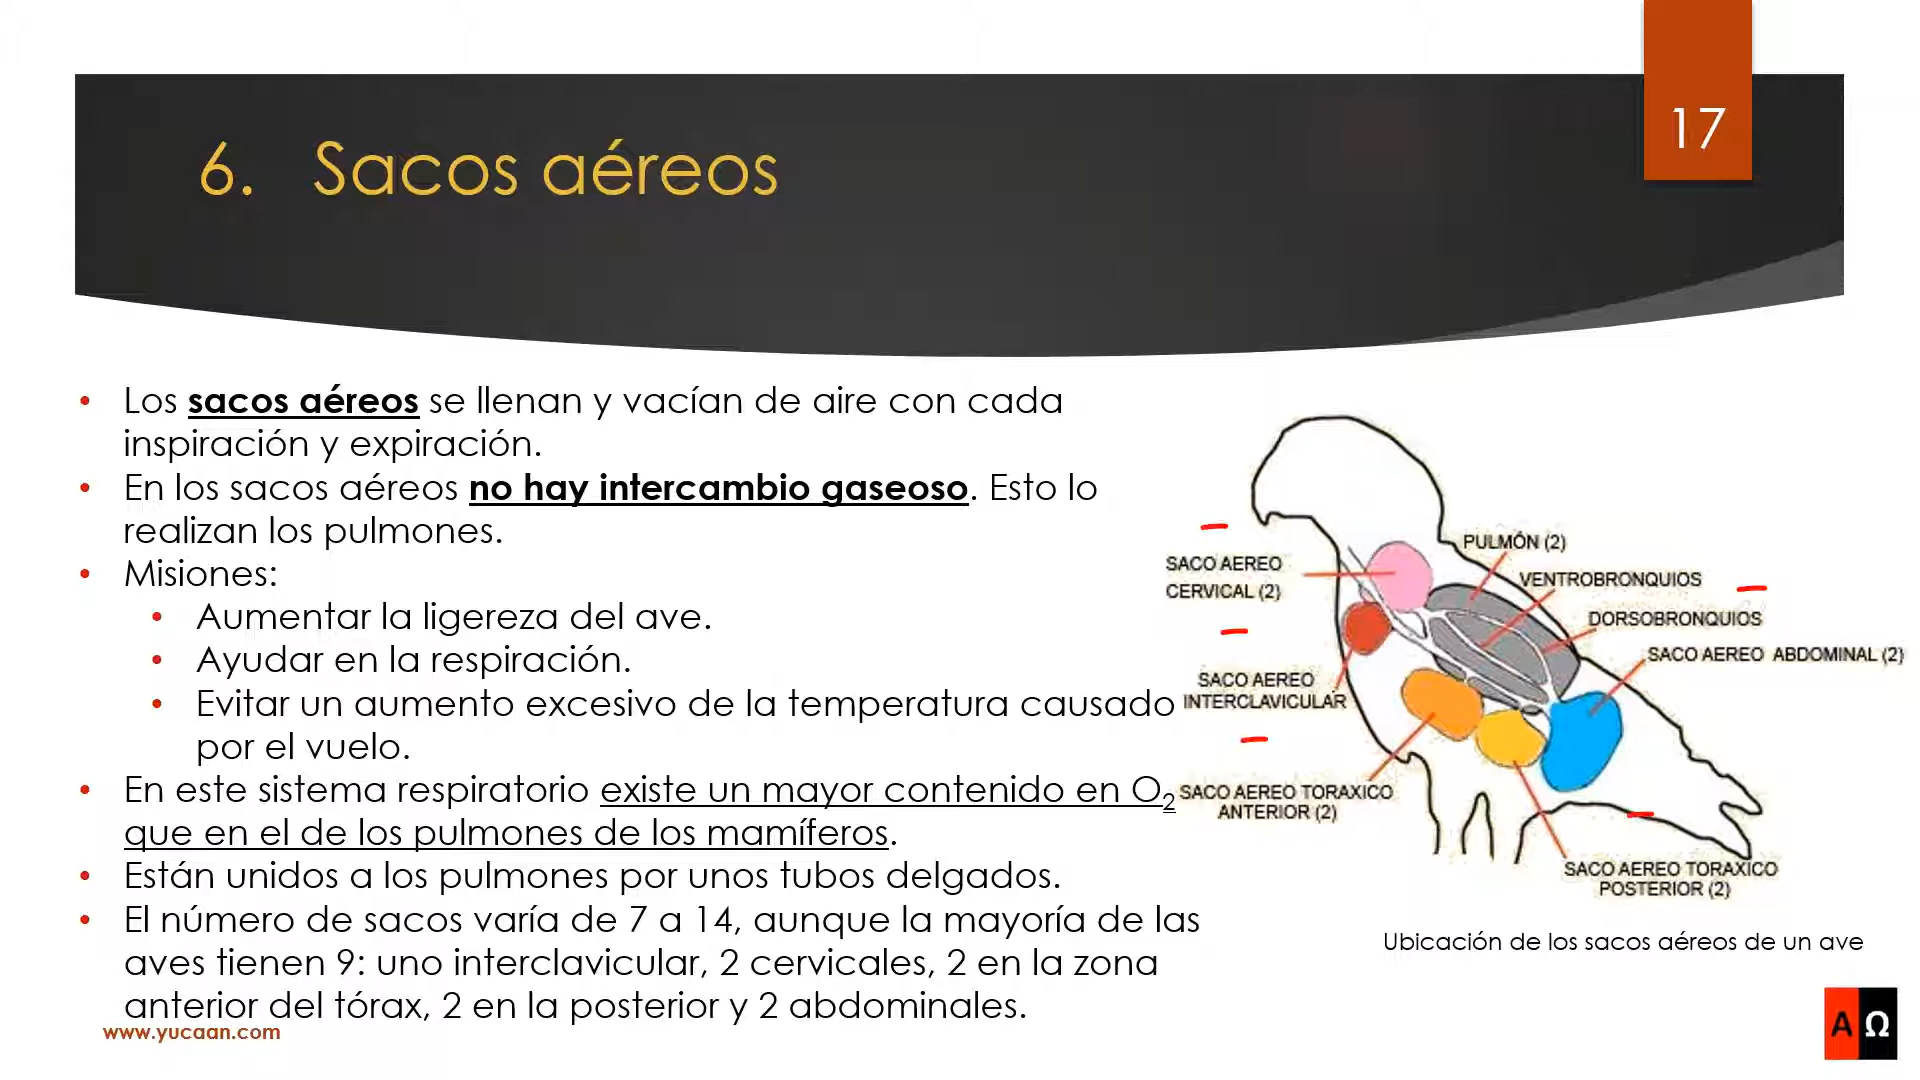 17
6. Sacos aéreos
• Los sacos aéreos se llenan y vacían de aire con cada
inspiración y expiración.
• En los sacos aéreos no hay intercambio gaseoso. Esto lo
realizan los pulmones.
• Misiones:
• Aumentar la ligereza del ave.
• Ayudar en la respiración.
• Evitar un aumento excesivo de la temperatura causado
por el vuelo.
• En este sistema respiratorio existe un mayor contenido en O₂
que en el de los pulmones de los mamíferos.
• Están unidos a los pulmones por unos tubos delgados.
• El número de sacos varía de 7 a 14, aunque la mayoría de las
aves tienen 9: uno interclavicular, 2 cervicales, 2 en la zona
anterior del tórax, 2 en la posterior y 2 abdominales.
www.yucaan.com
PULMÓN (2)
SACO AEREO
CERVICAL (2)
VENTROBRONQUIOS
DORSOBRONQUIOS
SACO AEREO ABDOMINAL (2)
SACO AEREO
INTERCLAVICULAR
SACO AEREO TORAXICO
ANTERIOR (2)
SACO AEREO TORAXICO
POSTERIOR (2)
Ubicación de los sacos aéreos de un ave
AΩ